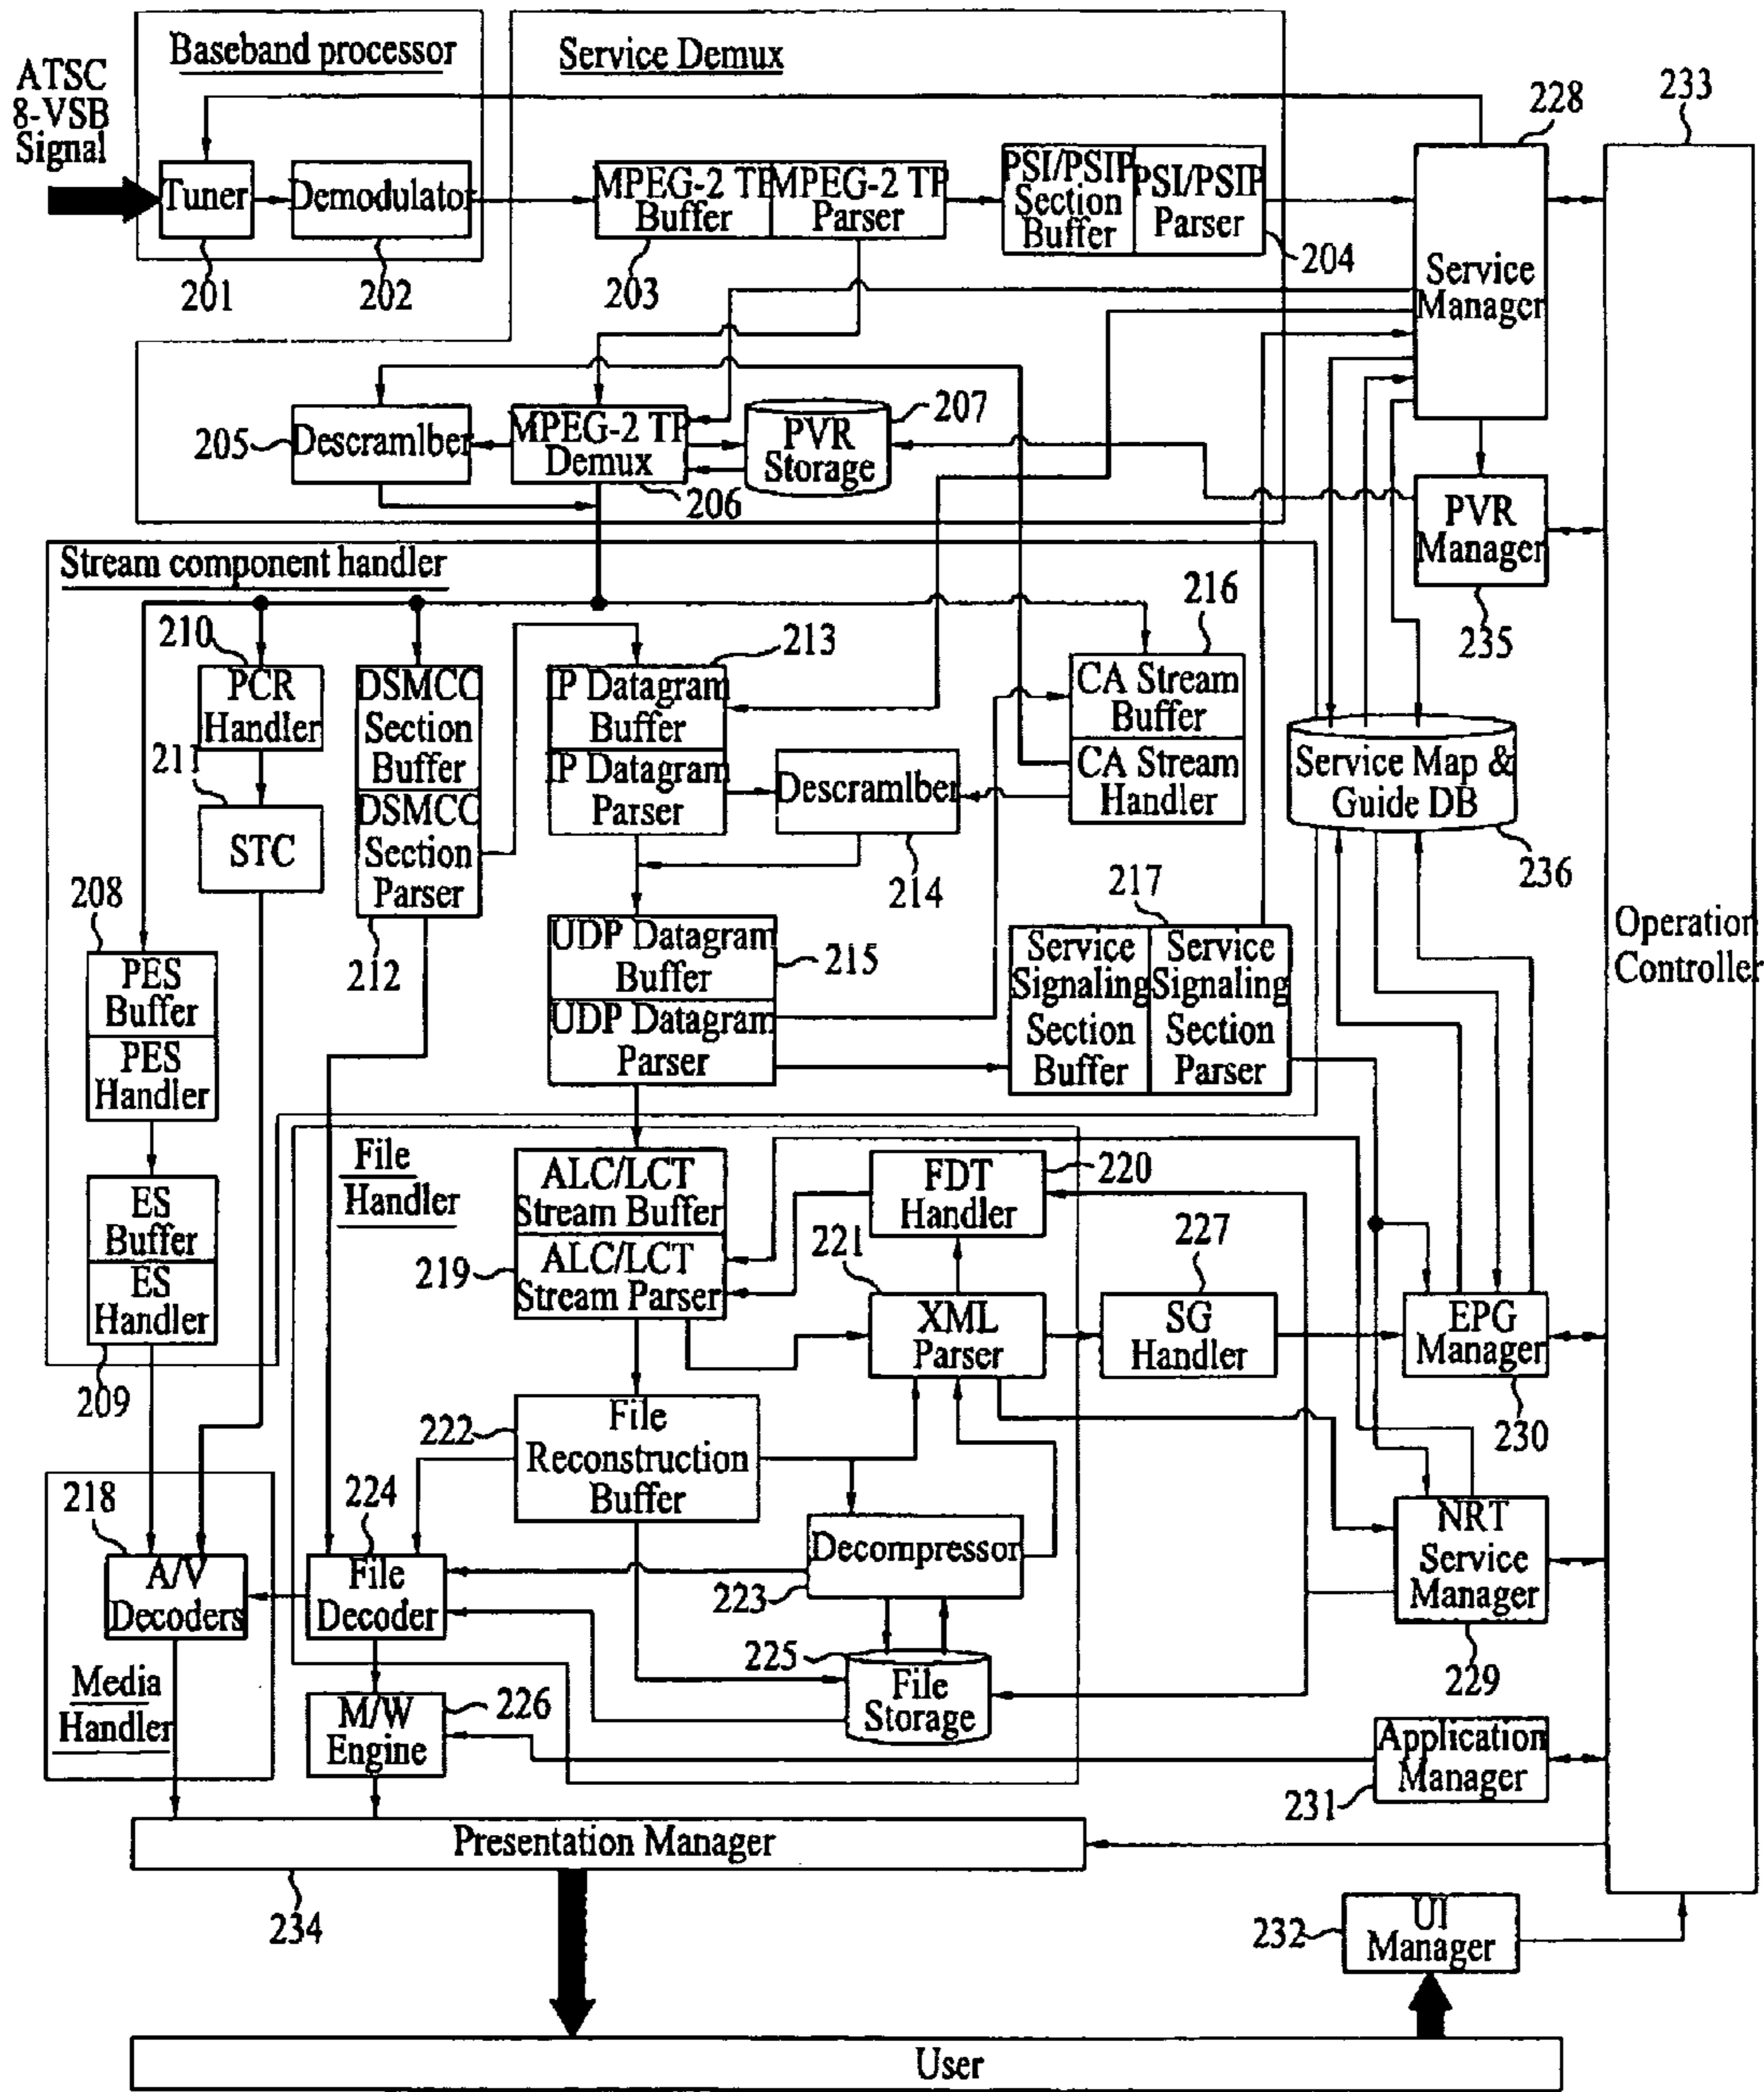 Baseband processor
Service Demux
ATSC
8-VSB
Signal
233
228
Tuner
Demodulator
MPEG-2 TP
Buffer
MPEG-2 TP
Parser
PSI/PSIP
Section
Buffer
PSI/PSIP
Parser
201
202
203
204
Service
Manager
205
Descramlber
MPEG-2 TP
Demux
206
PVR
Storage
207
PVR
Manager
235
Stream component handler
210
213
216
PCR
Handler
DSMCC
Section
Buffer
DSMCC
Section
Parser
IP Datagram
Buffer
IP Datagram
Parser
CA Stream
Buffer
CA Stream
Handler
211
STC
Descramlber
Service Map &
Guide DB
236
208
212
214
217
Operation
Controller
PES
Buffer
PES
Handler
UDP Datagram
Buffer
UDP Datagram
Parser
215
Service
Signaling
Section
Buffer
Service
Signaling
Section
Parser
File
Handler
ES
Buffer
ES
Handler
209
ALC/LCT
Stream Buffer
ALC/LCT
Stream Parser
219
FDT
Handler
220
221
227
XML
Parser
SG
Handler
EPG
Manager
230
222
File
Reconstruction
Buffer
218
224
A/V
Decoders
File
Decoder
Decompressor
223
NRT
Service
Manager
229
225
File
Storage
Media
Handler
M/W
Engine
226
Application
Manager
231
Presentation Manager
234
232
UI
Manager
User